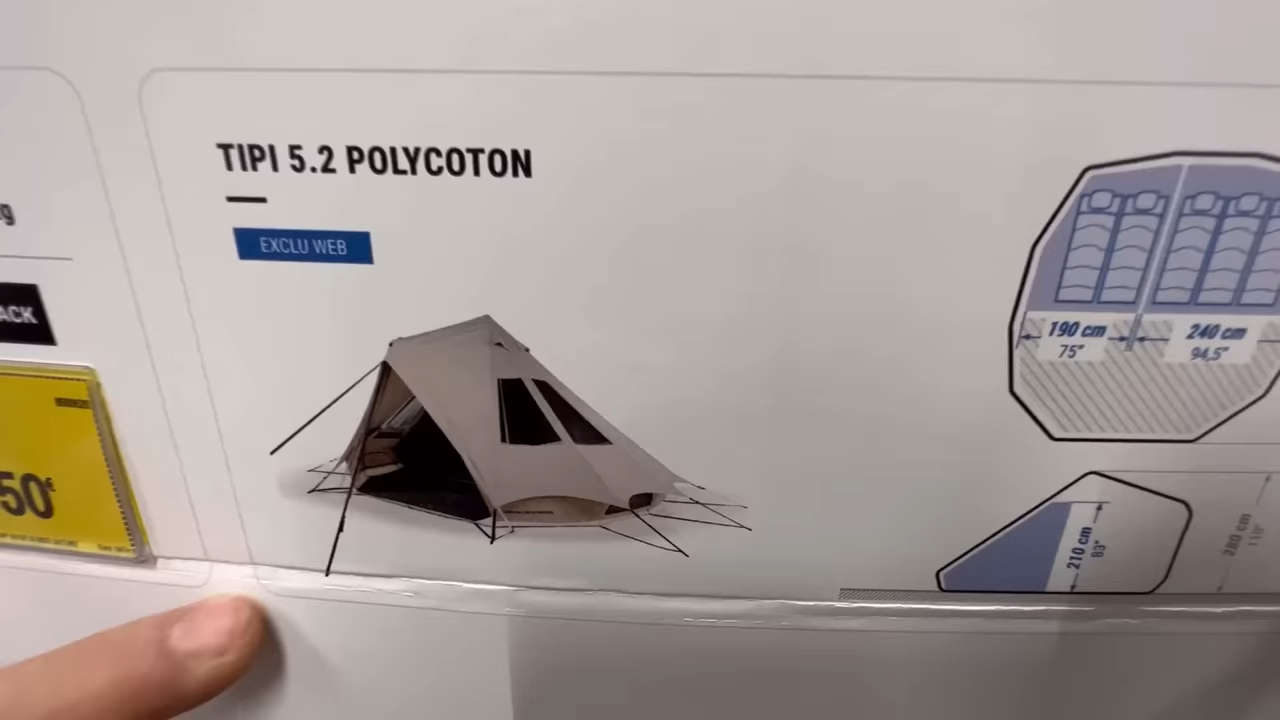 TIPI 5.2 POLYCOTON
EXCLU WEB
g
ACK
50€
190 cm
75"
240 cm
94,5"
210 cm
83"
280 cm
110"